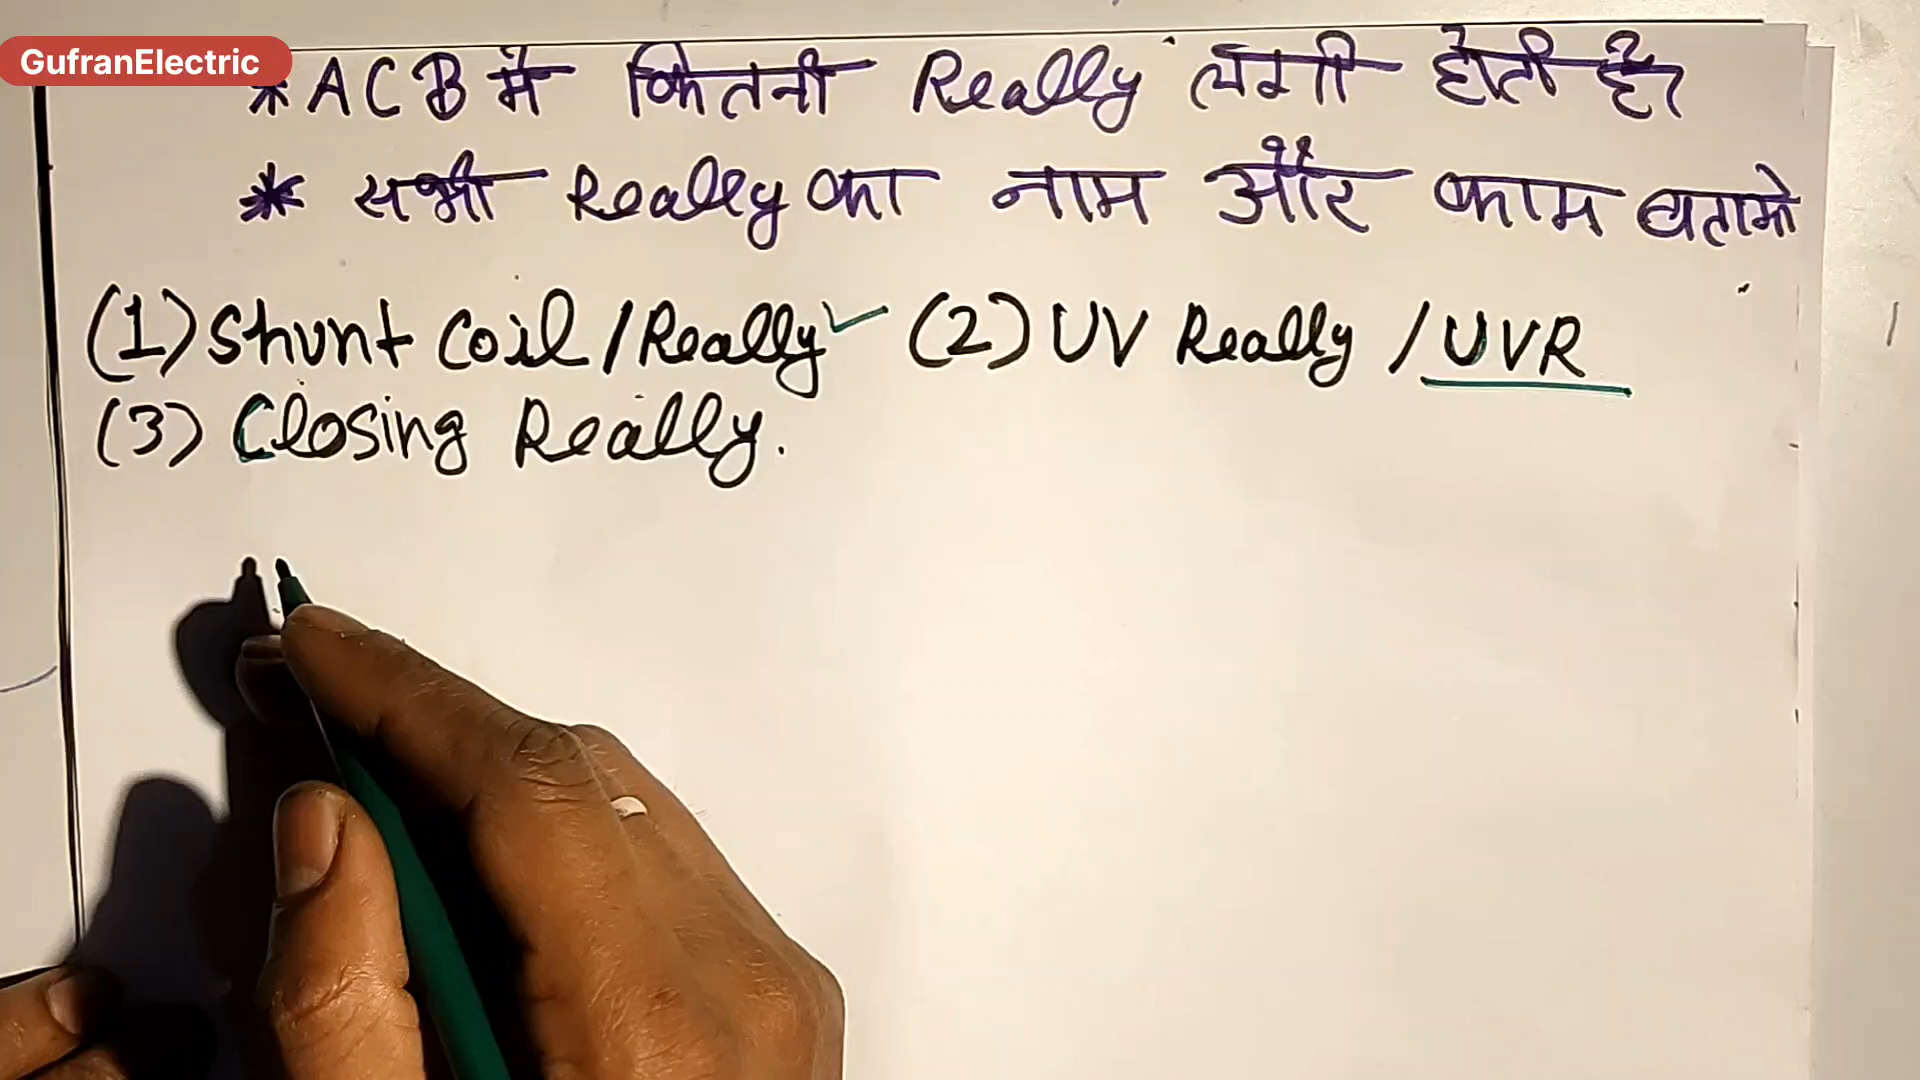 GufranElectric
* ACB में कितनी Really लगी होती है।
* सभी Really का नाम और काम बताओ
(1) Shunt Coil / Really ✓ (2) UV Really / UVR
(3) Closing Really.